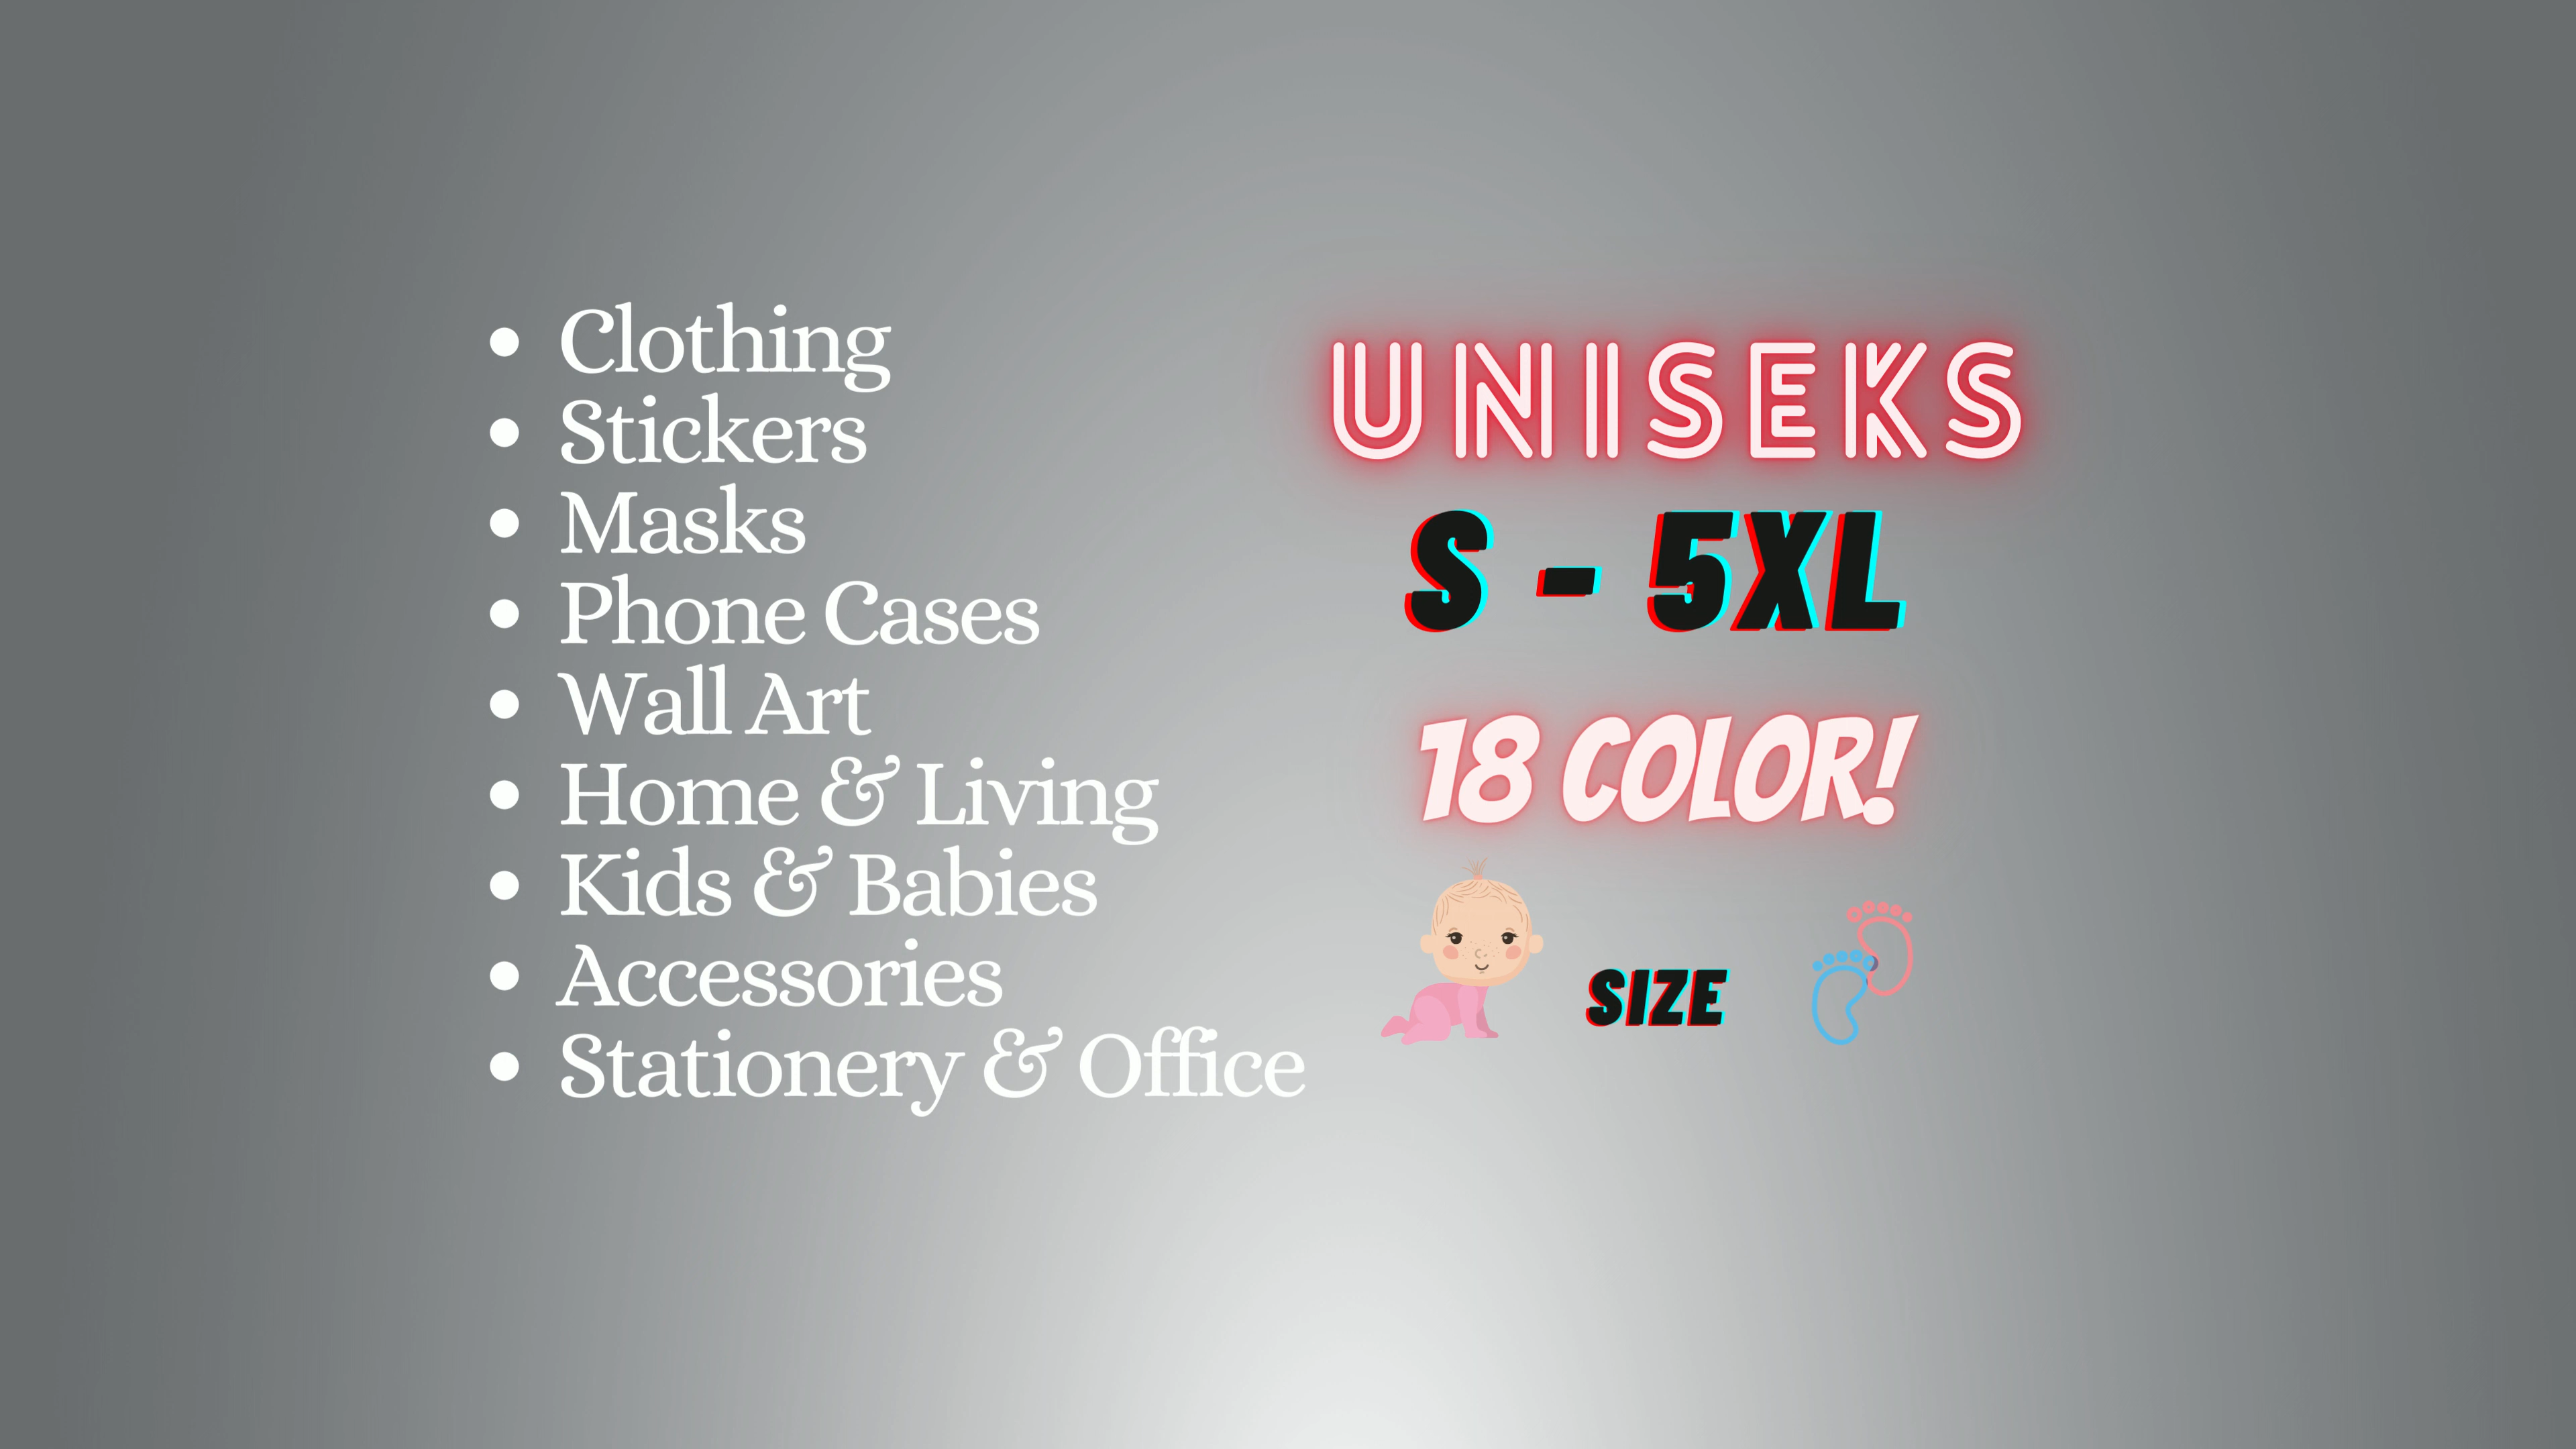 • Clothing
• Stickers
• Masks
• Phone Cases
• Wall Art
• Home & Living
• Kids & Babies
• Accessories
• Stationery & Office
UNISEKS
S - 5XL
18 COLOR!
SIZE